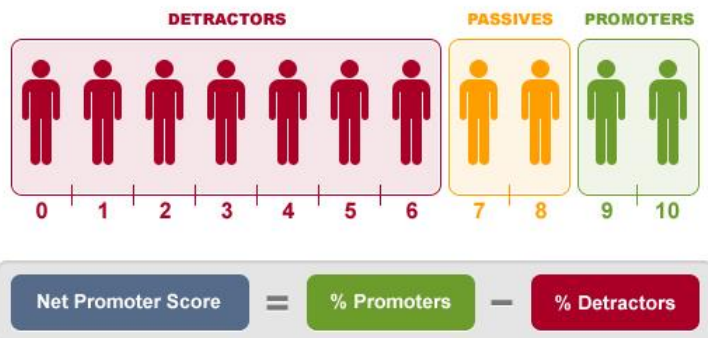 DETRACTORS PASSIVES PROMOTERS
0 1 2 3 4 5 6 7 8 9 10
Net Promoter Score = % Promoters − % Detractors